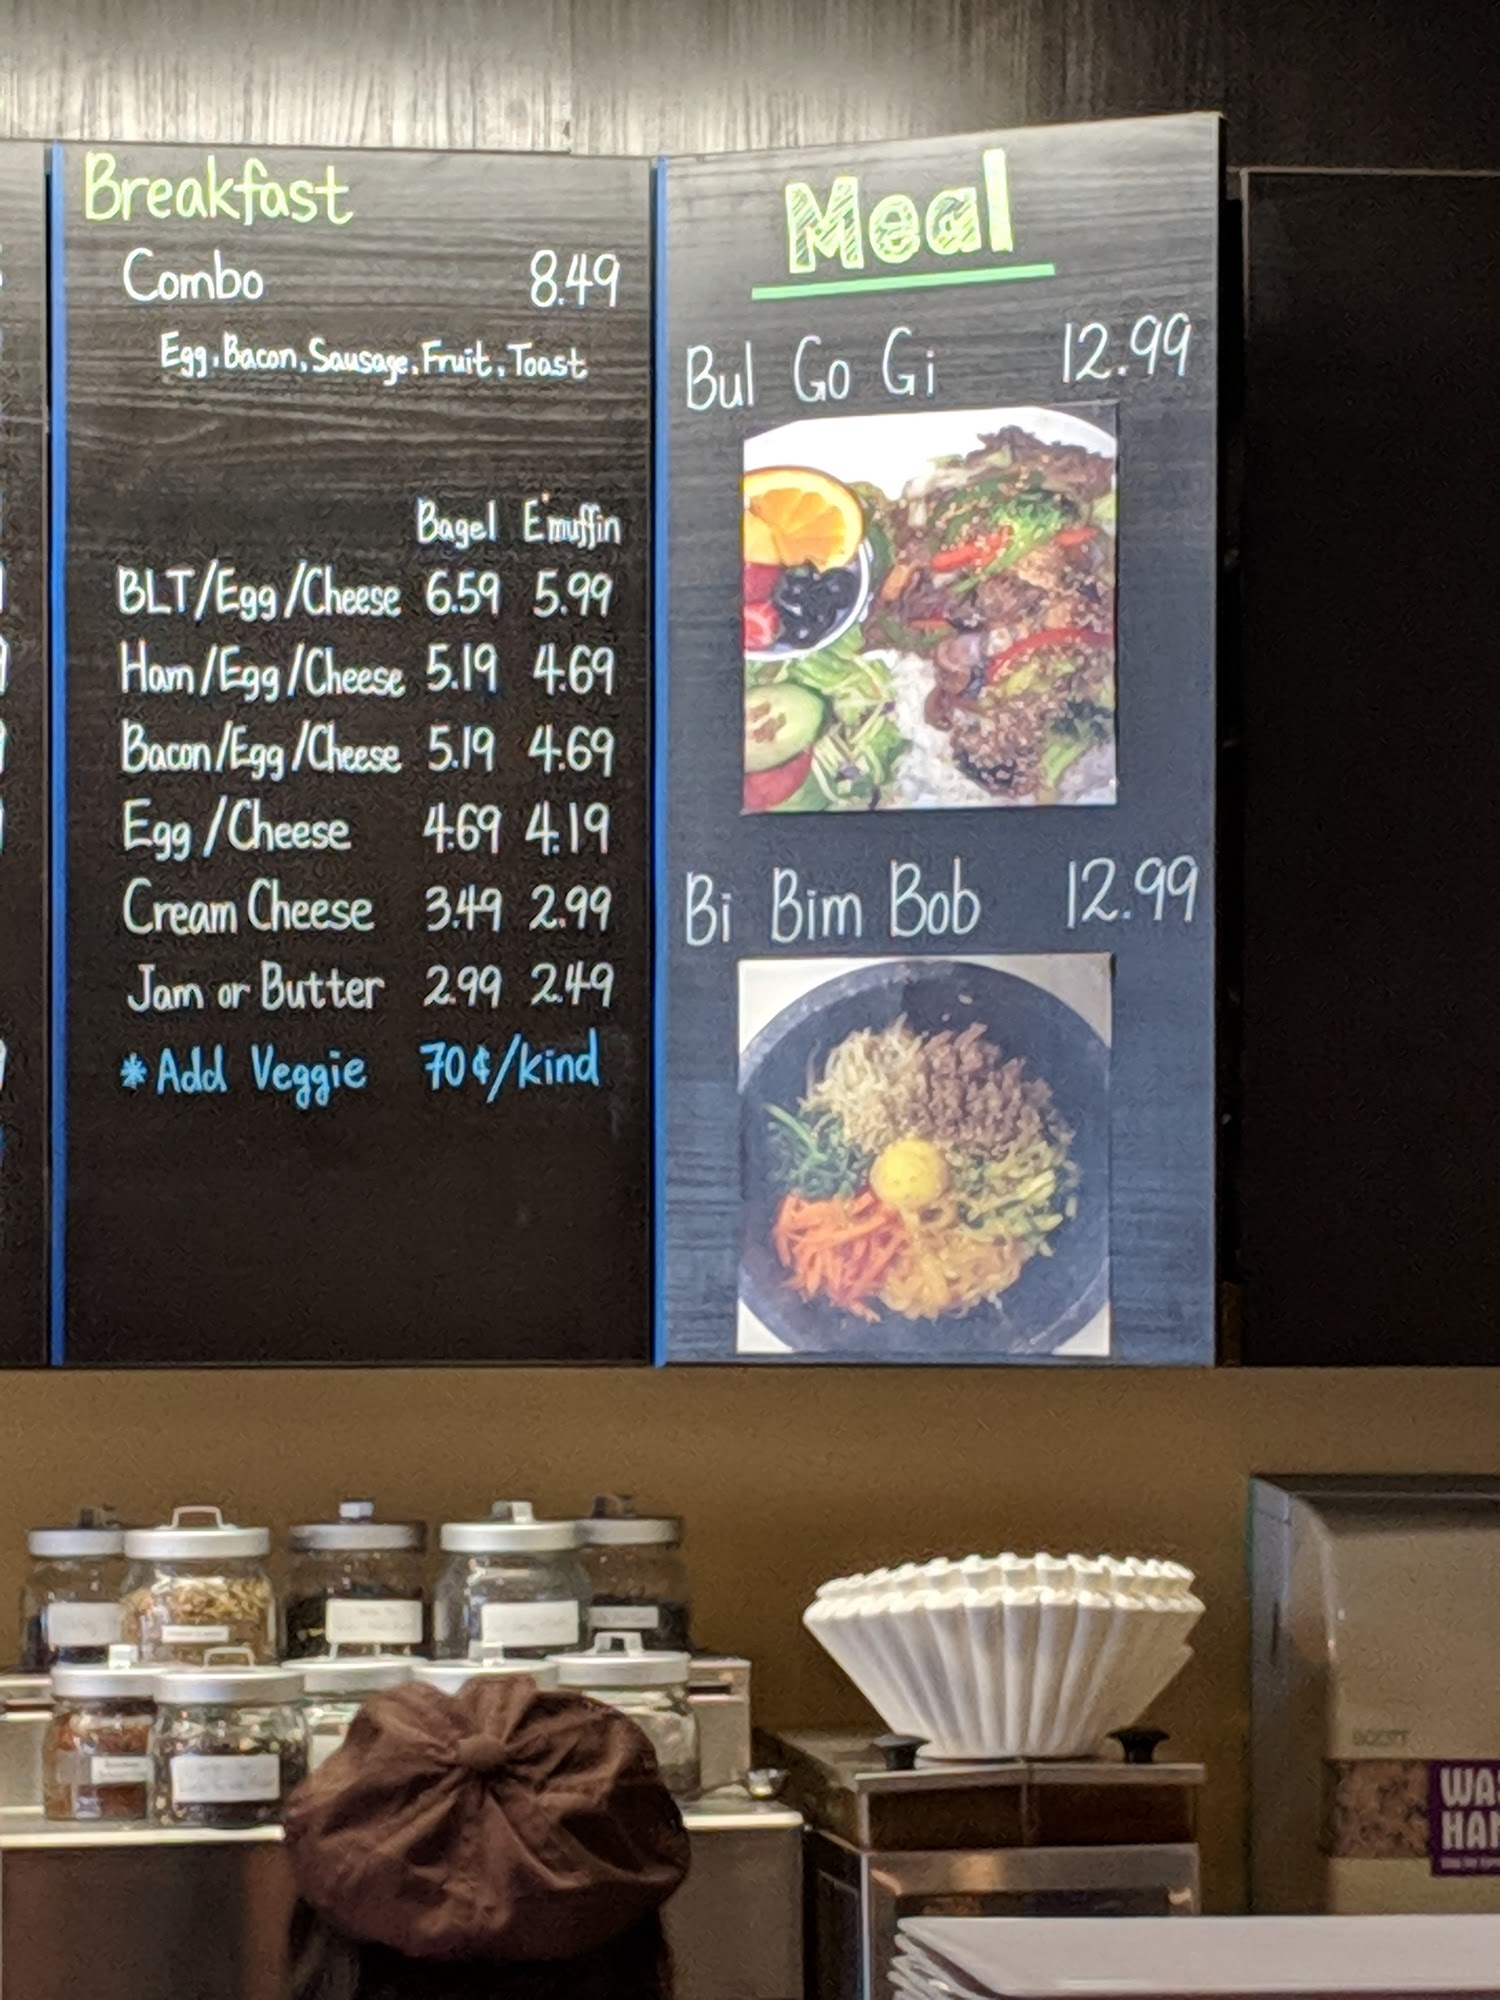 Breakfast
Combo 8.49
Egg, Bacon, Sausage, Fruit, Toast
Bagel E'muffin
BLT/Egg/Cheese 6.59 5.99
Ham/Egg/Cheese 5.19 4.69
Bacon/Egg/Cheese 5.19 4.69
Egg/Cheese 4.69 4.19
Cream Cheese 3.49 2.99
Jam or Butter 2.99 2.49
*Add Veggie 70¢/kind
Meal
Bul Go Gi 12.99
Bi Bim Bob 12.99